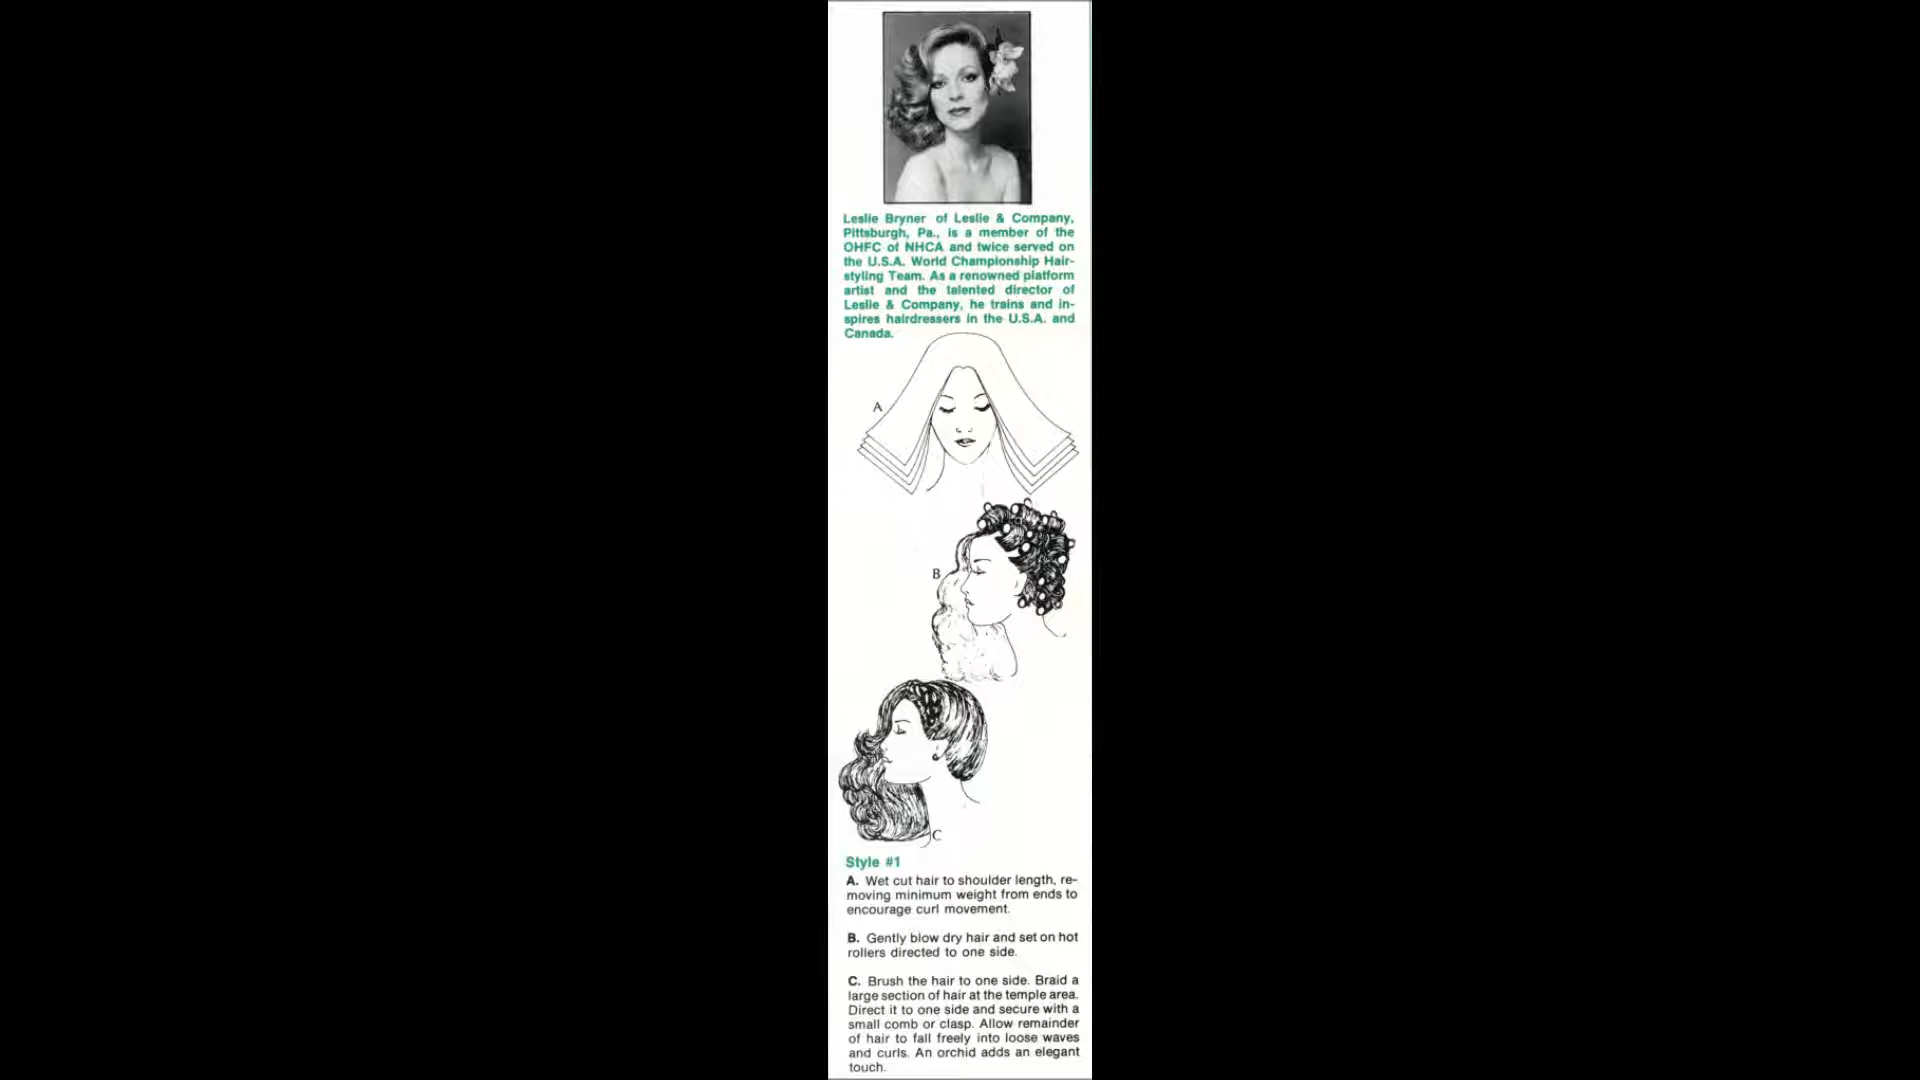 Leslie Bryner of Leslie & Company,
Pittsburgh, Pa., is a member of the
OHFC of NHCA and twice served on
the U.S.A. World Championship Hair-
styling Team. As a renowned platform
artist and the talented director of
Leslie & Company, he trains and in-
spires hairdressers in the U.S.A. and
Canada.
A
B
C
Style #1
A. Wet cut hair to shoulder length, re-
moving minimum weight from ends to
encourage curl movement.
B. Gently blow dry hair and set on hot
rollers directed to one side.
C. Brush the hair to one side. Braid a
large section of hair at the temple area.
Direct it to one side and secure with a
small comb or clasp. Allow remainder
of hair to fall freely into loose waves
and curls. An orchid adds an elegant
touch.